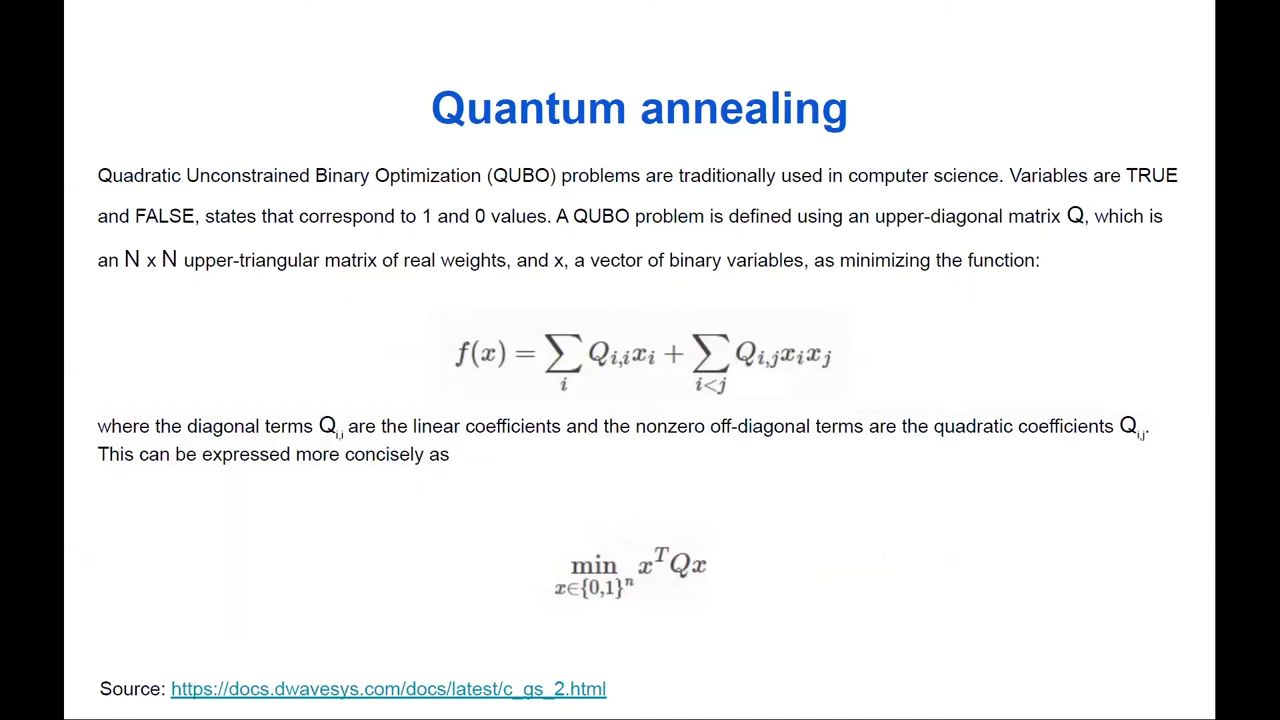 Quantum annealing
Quadratic Unconstrained Binary Optimization (QUBO) problems are traditionally used in computer science. Variables are TRUE
and FALSE, states that correspond to 1 and 0 values. A QUBO problem is defined using an upper-diagonal matrix Q, which is
an N x N upper-triangular matrix of real weights, and x, a vector of binary variables, as minimizing the function:
f(x) = ∑_i Q_{i,i}x_i + ∑_{i<j} Q_{i,j}x_ix_j
where the diagonal terms Q_{i,i} are the linear coefficients and the nonzero off-diagonal terms are the quadratic coefficients Q_{i,j}.
This can be expressed more concisely as
min_{x∈{0,1}^n} x^T Qx
Source: https://docs.dwavesys.com/docs/latest/c_gs_2.html